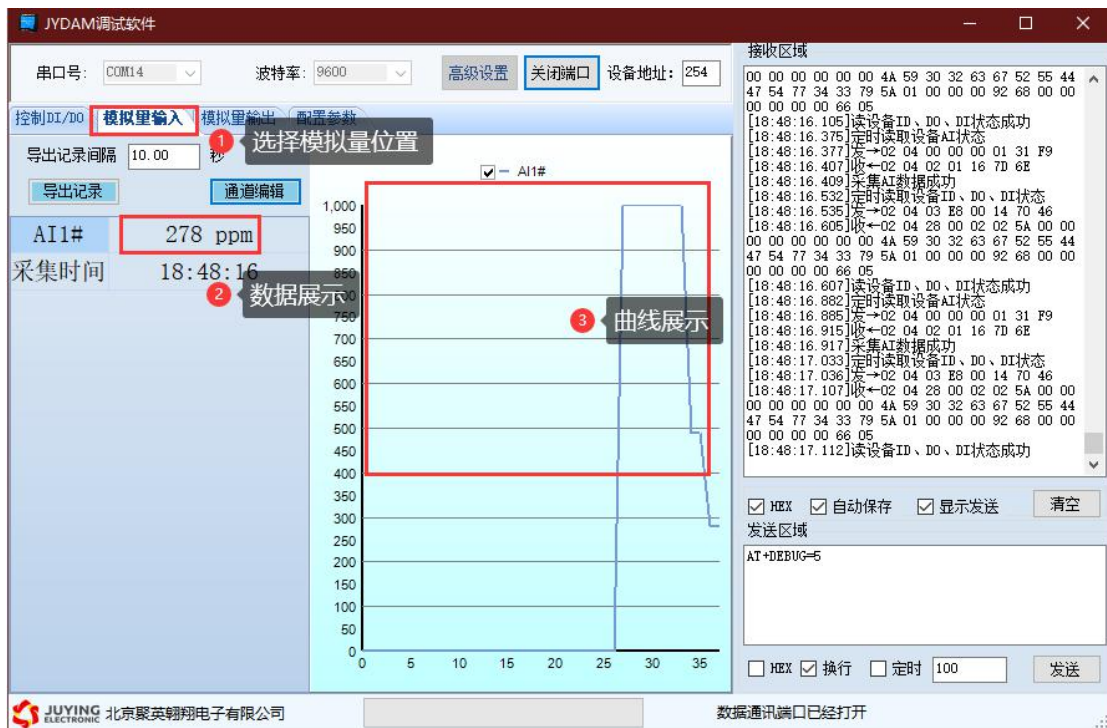 JYDAM调试软件
串口号: COM14
波特率: 9600
高级设置
关闭端口
设备地址: 254
控制DI/DO
模拟量输入
模拟量输出
配置参数
1 选择模拟量位置
导出记录间隔 10.00 秒
导出记录
通道编辑
AI1# 278 ppm
采集时间 18:48:16
2 数据展示
AI1#
3 曲线展示
1,000
950
900
850
750
700
650
600
550
500
450
400
350
300
250
200
150
100
50
0
0 5 10 15 20 25 30 35
接收区域
00 00 00 00 00 00 4A 59 30 32 63 67 52 55 44
47 54 77 34 33 79 5A 01 00 00 00 92 68 00 00
00 00 00 00 66 05
[18:48:16.105]读设备ID、DO、DI状态成功
[18:48:16.375]定时读取设备AI状态
[18:48:16.377]发→02 04 00 00 00 01 31 F9
[18:48:16.407]收←02 04 02 01 16 7D 6E
[18:48:16.409]采集AI数据成功
[18:48:16.532]定时读取设备ID、DO、DI状态
[18:48:16.535]发→02 04 03 E8 00 14 70 46
[18:48:16.605]收←02 04 28 00 02 02 5A 00 00
00 00 00 00 00 00 4A 59 30 32 63 67 52 55 44
47 54 77 34 33 79 5A 01 00 00 00 92 68 00 00
00 00 00 00 66 05
[18:48:16.607]读设备ID、DO、DI状态成功
[18:48:16.882]定时读取设备AI状态
[18:48:16.885]发→02 04 00 00 00 01 31 F9
[18:48:16.915]收←02 04 02 01 16 7D 6E
[18:48:16.917]采集AI数据成功
[18:48:17.033]定时读取设备ID、DO、DI状态
[18:48:17.036]发→02 04 03 E8 00 14 70 46
[18:48:17.107]收←02 04 28 00 02 02 5A 00 00
00 00 00 00 00 00 4A 59 30 32 63 67 52 55 44
47 54 77 34 33 79 5A 01 00 00 00 92 68 00 00
00 00 00 00 66 05
[18:48:17.112]读设备ID、DO、DI状态成功
HEX 自动保存 显示发送 清空
发送区域
AT+DEBUG=5
HEX 换行 定时 100 发送
JUYING ELECTRONIC 北京聚英翱翔电子有限公司
数据通讯端口已经打开